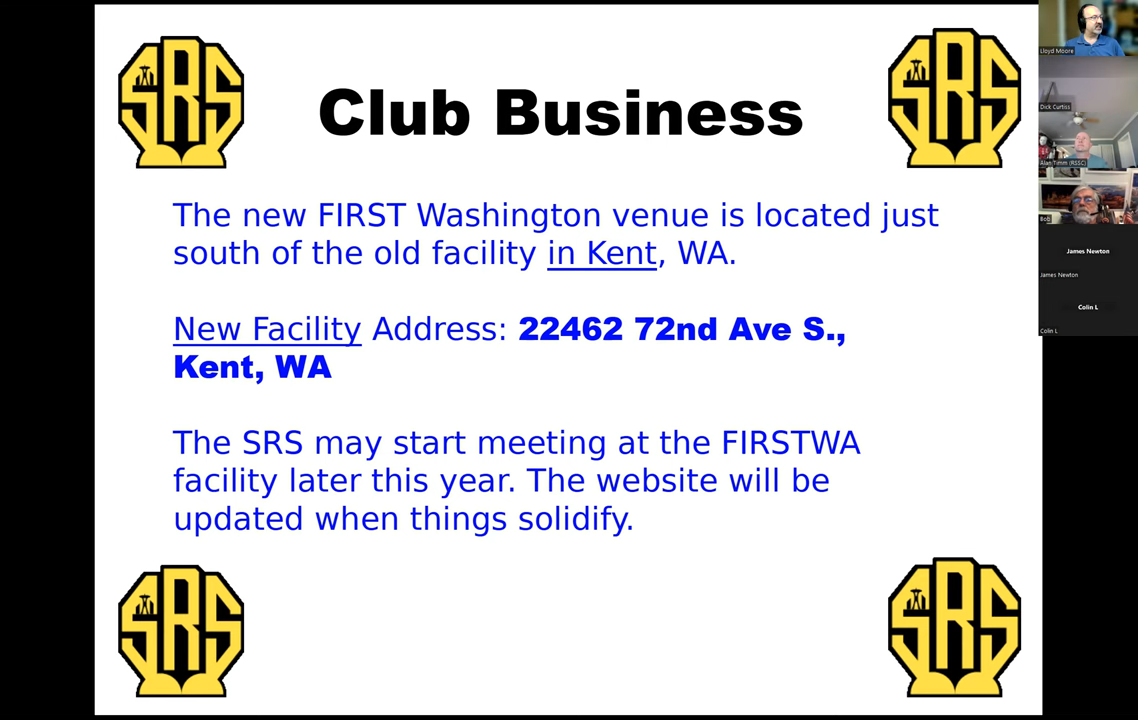 SRS
SRS
Club Business
The new FIRST Washington venue is located just
south of the old facility in Kent, WA.
New Facility Address: 22462 72nd Ave S.,
Kent, WA
The SRS may start meeting at the FIRSTWA
facility later this year. The website will be
updated when things solidify.
SRS
SRS
Lloyd Moore
Dick Curtiss
Alan Timm (RSSC)
Bob
James Newton
James Newton
Colin L
Colin L